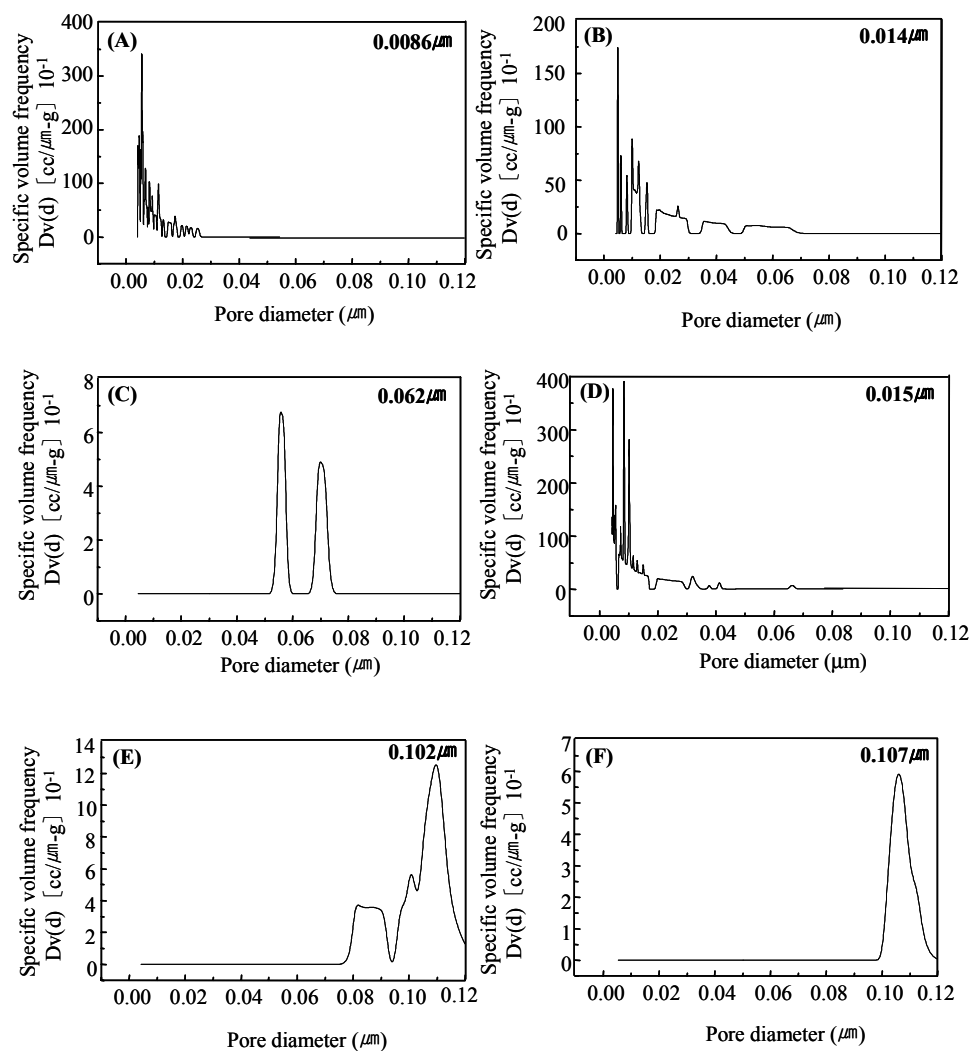 (A)
0.0086㎛
Specific volume frequency
Dv(d) [cc/㎛-g] 10⁻¹
400
300
200
100
0
0.00 0.02 0.04 0.06 0.08 0.10 0.12
Pore diameter (㎛)
(B)
0.014㎛
Specific volume frequency
Dv(d) [cc/㎛-g] 10⁻¹
200
175
150
125
100
75
50
25
0
0.00 0.02 0.04 0.06 0.08 0.10 0.12
Pore diameter (㎛)
(C)
0.062㎛
Specific volume frequency
Dv(d) [cc/㎛-g] 10⁻¹
8
6
4
2
0
0.00 0.02 0.04 0.06 0.08 0.10 0.12
Pore diameter (㎛)
(D)
0.015㎛
Specific volume frequency
Dv(d) [cc/㎛-g] 10⁻¹
400
300
200
100
0
0.00 0.02 0.04 0.06 0.08 0.10 0.12
Pore diameter (μm)
(E)
0.102㎛
Specific volume frequency
Dv(d) [cc/㎛-g] 10⁻¹
14
12
10
8
6
4
2
0
0.00 0.02 0.04 0.06 0.08 0.10 0.12
Pore diameter (㎛)
(F)
0.107㎛
Specific volume frequency
Dv(d) [cc/㎛-g] 10⁻¹
7
6
5
4
3
2
1
0
0.00 0.02 0.04 0.06 0.08 0.10 0.12
Pore diameter (㎛)